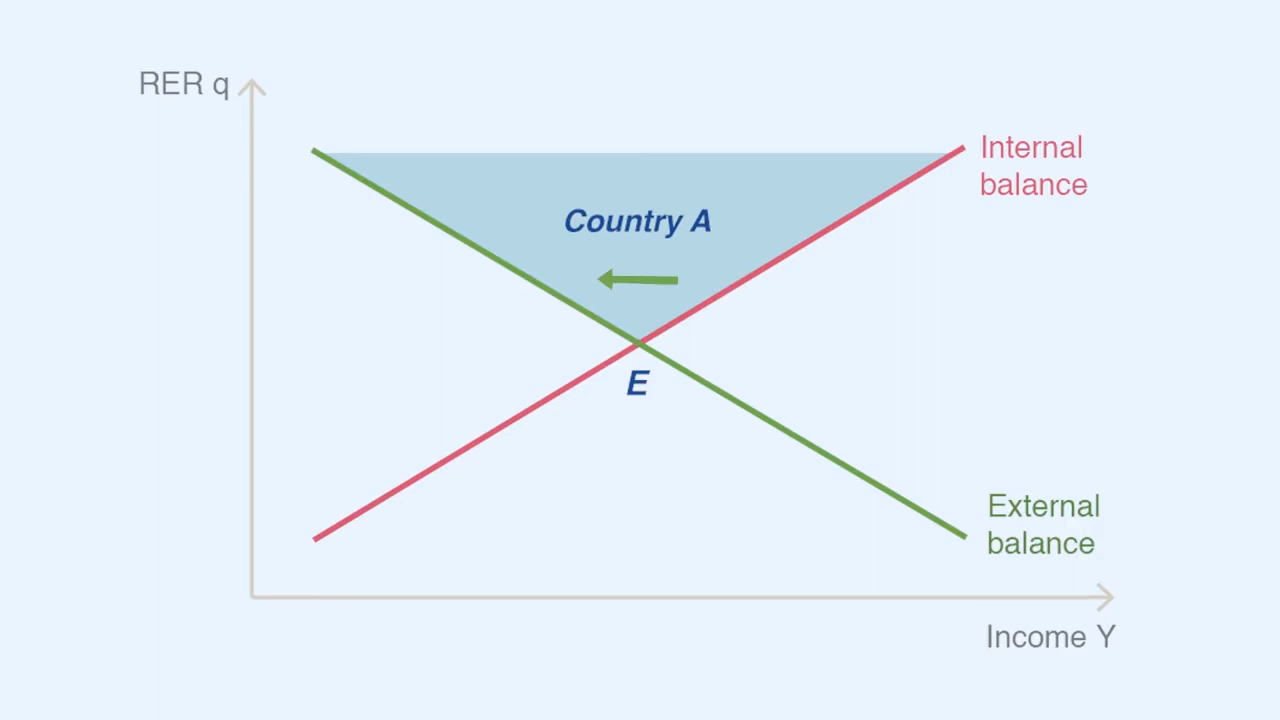 RER q
Internal
balance
Country A
E
External
balance
Income Y